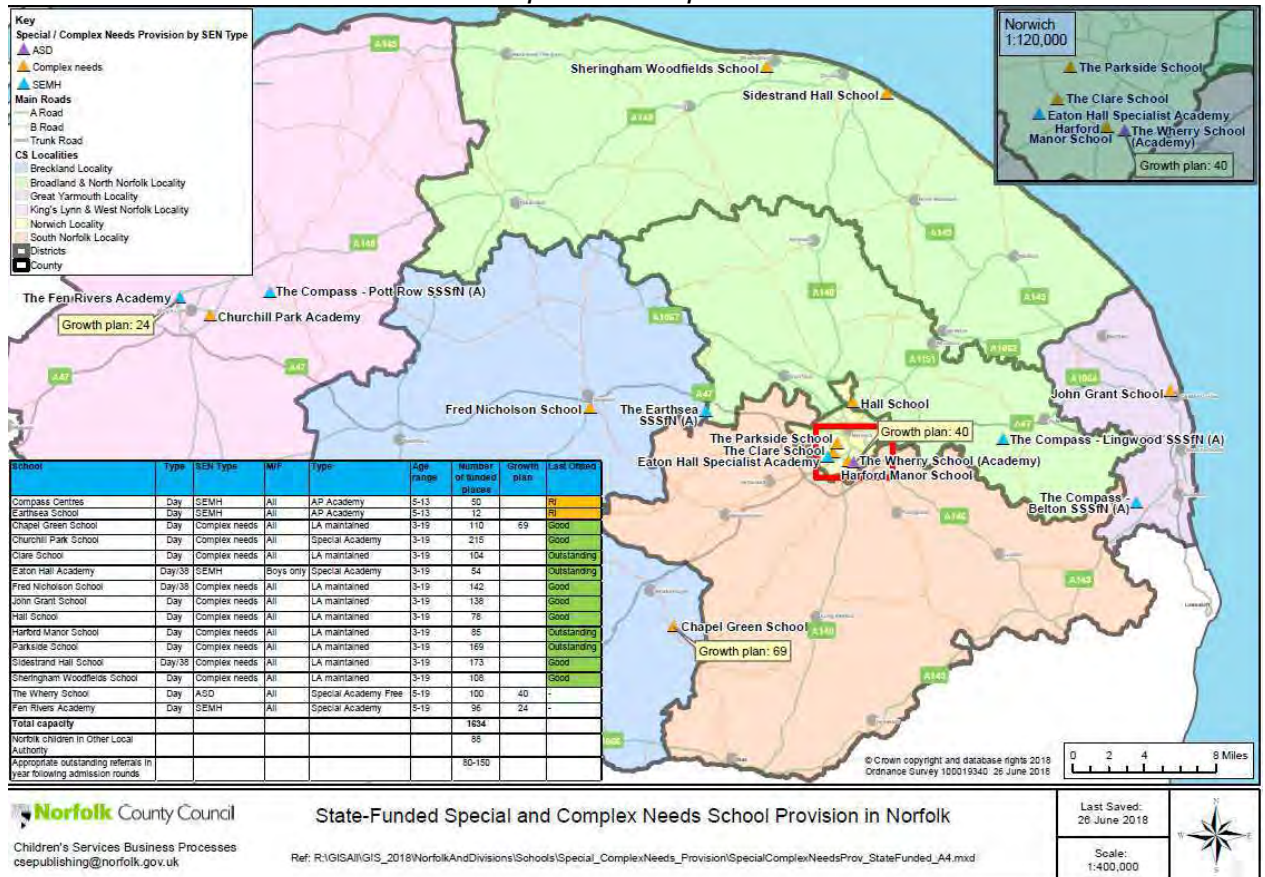 Key
Special / Complex Needs Provision by SEN Type
ASD
Complex needs
SEMH
Main Roads
A Road
B Road
Trunk Road
CS Localities
Breckland Locality
Broadland & North Norfolk Locality
Great Yarmouth Locality
King's Lynn & West Norfolk Locality
Norwich Locality
South Norfolk Locality
Districts
County
Norwich
1:120,000
The Parkside School
The Clare School
Eaton Hall Specialist Academy
Harford
Manor School
The Wherry School
(Academy)
Growth plan: 40
A149
Sheringham Woodfields School
Sidestrand Hall School
A148
A148
A149
A140
A149
A1067
A1151
A1062
A1064
The Fen Rivers Academy
The Compass - Pott Row SSSfN (A)
Growth plan: 24
Churchill Park Academy
A47
A47
A47
A47
Fred Nicholson School
The Earthsea
SSSfN (A)
Hall School
John Grant School
Growth plan: 40
The Parkside School
The Clare School
Eaton Hall Specialist Academy
The Wherry School (Academy)
Harford Manor School
The Compass - Lingwood SSSfN (A)
The Compass -
Belton SSSfN (A)
A146
A143
A140
A143
Chapel Green School
Growth plan: 69
School Type SEN Type M/F Type Age range Number of funded places Growth plan Last Ofsted
Compass Centres Day SEMH All AP Academy 5-13 50 RI
Earthsea School Day SEMH All AP Academy 5-13 12 RI
Chapel Green School Day Complex needs All LA maintained 3-19 110 69 Good
Churchill Park School Day Complex needs All Special Academy 3-19 215 Good
Clare School Day Complex needs All LA maintained 3-19 104 Outstanding
Eaton Hall Academy Day/38 SEMH Boys only Special Academy 3-19 54 Outstanding
Fred Nicholson School Day/38 Complex needs All LA maintained 3-19 142 Good
John Grant School Day Complex needs All LA maintained 3-19 138 Good
Hall School Day Complex needs All LA maintained 3-19 78 Good
Harford Manor School Day Complex needs All LA maintained 3-19 85 Outstanding
Parkside School Day Complex needs All LA maintained 3-19 169 Outstanding
Sidestrand Hall School Day/38 Complex needs All LA maintained 3-19 173 Good
Sheringham Woodfields School Day Complex needs All LA maintained 3-19 108 Good
The Wherry School Day ASD All Special Academy Free 5-19 100 40 -
Fen Rivers Academy Day SEMH All Special Academy 5-19 96 24 -
Total capacity 1634
Norfolk children in Other Local Authority 88
Appropriate outstanding referrals in year following admission rounds 80-150
© Crown copyright and database rights 2018
Ordnance Survey 100019340 26 June 2018
0 2 4 8 Miles
Norfolk County Council
Children's Services Business Processes
csepublishing@norfolk.gov.uk
State-Funded Special and Complex Needs School Provision in Norfolk
Ref: R:\GISAll\GIS_2018\NorfolkAndDivisions\Schools\Special_ComplexNeeds_Provision\SpecialComplexNeedsProv_StateFunded_A4.mxd
Last Saved:
26 June 2018
Scale:
1:400,000
N
W
E
S